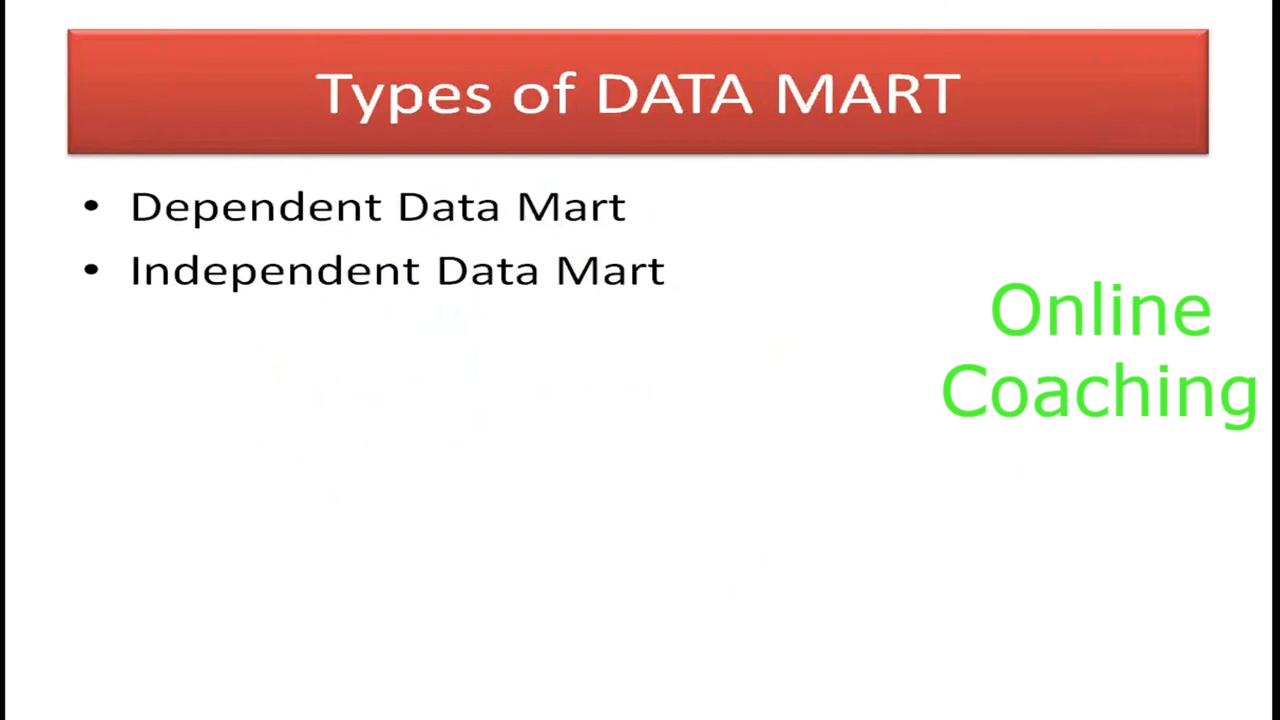 Types of DATA MART
• Dependent Data Mart
• Independent Data Mart
Online
Coaching